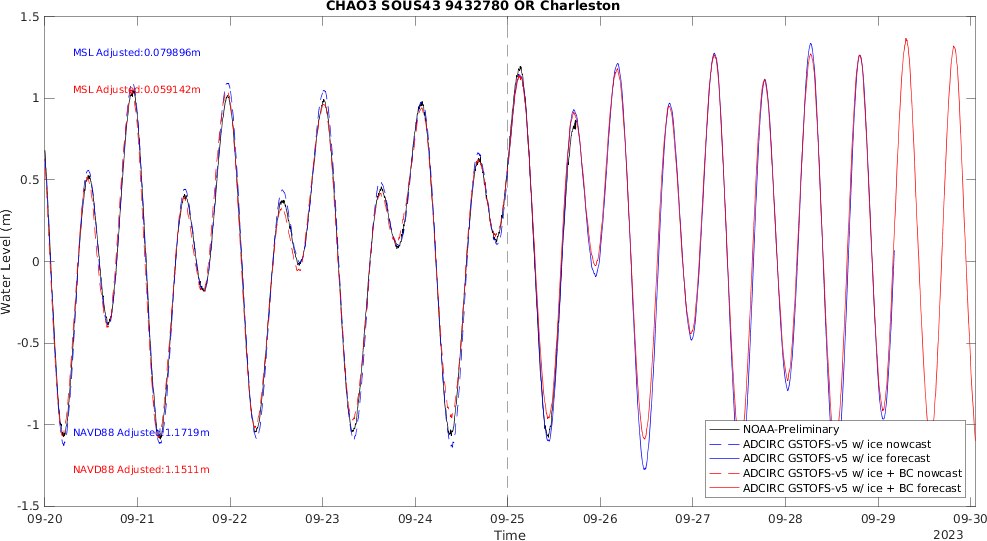 CHAO3 SOUS43 9432780 OR Charleston
1.5
1
0.5
0
-0.5
-1
-1.5
Water Level (m)
MSL Adjusted:0.079896m
MSL Adjusted:0.059142m
NAVD88 Adjusted:1.1719m
NAVD88 Adjusted:1.1511m
NOAA-Preliminary
ADCIRC GSTOFS-v5 w/ ice nowcast
ADCIRC GSTOFS-v5 w/ ice forecast
ADCIRC GSTOFS-v5 w/ ice + BC nowcast
ADCIRC GSTOFS-v5 w/ ice + BC forecast
09-20 09-21 09-22 09-23 09-24 09-25 09-26 09-27 09-28 09-29 09-30
Time
2023